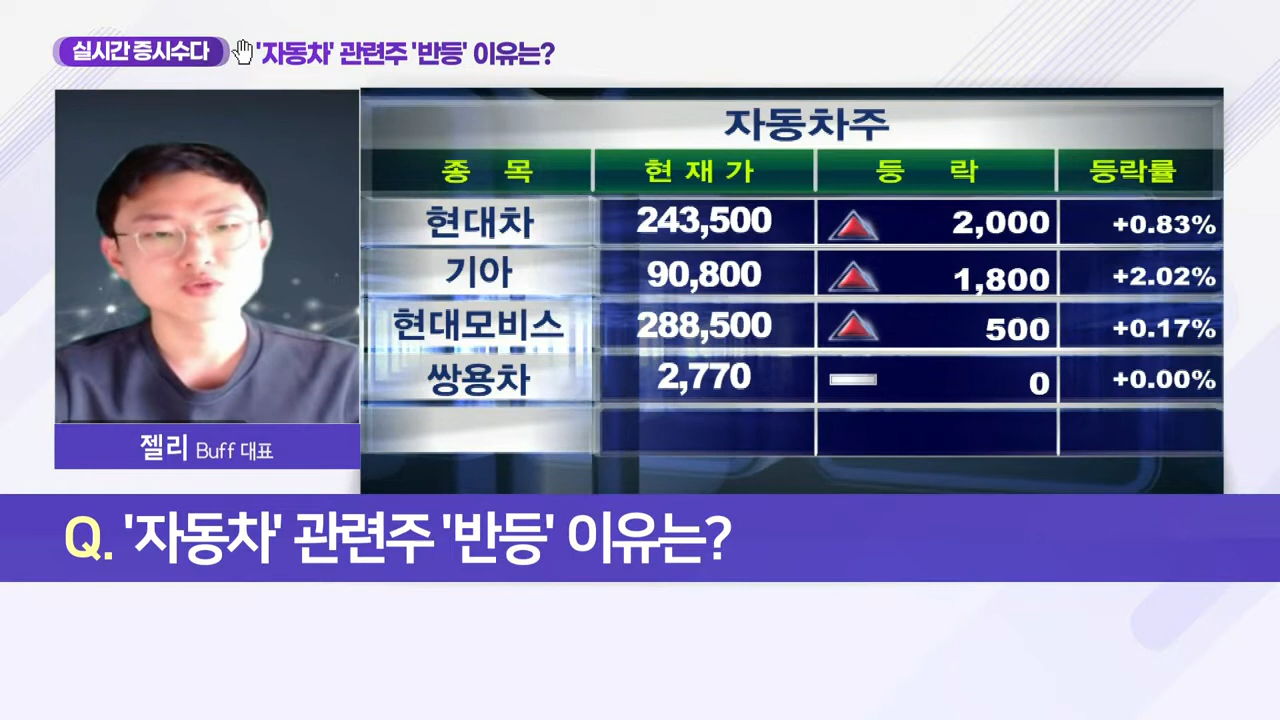 실시간 증시수다 '자동차' 관련주 '반등' 이유는?
자동차주
종 목 현 재 가 등 락 등락률
현대차 243,500 2,000 +0.83%
기아 90,800 1,800 +2.02%
현대모비스 288,500 500 +0.17%
쌍용차 2,770 0 +0.00%
젤리 Buff 대표
Q. '자동차' 관련주 '반등' 이유는?